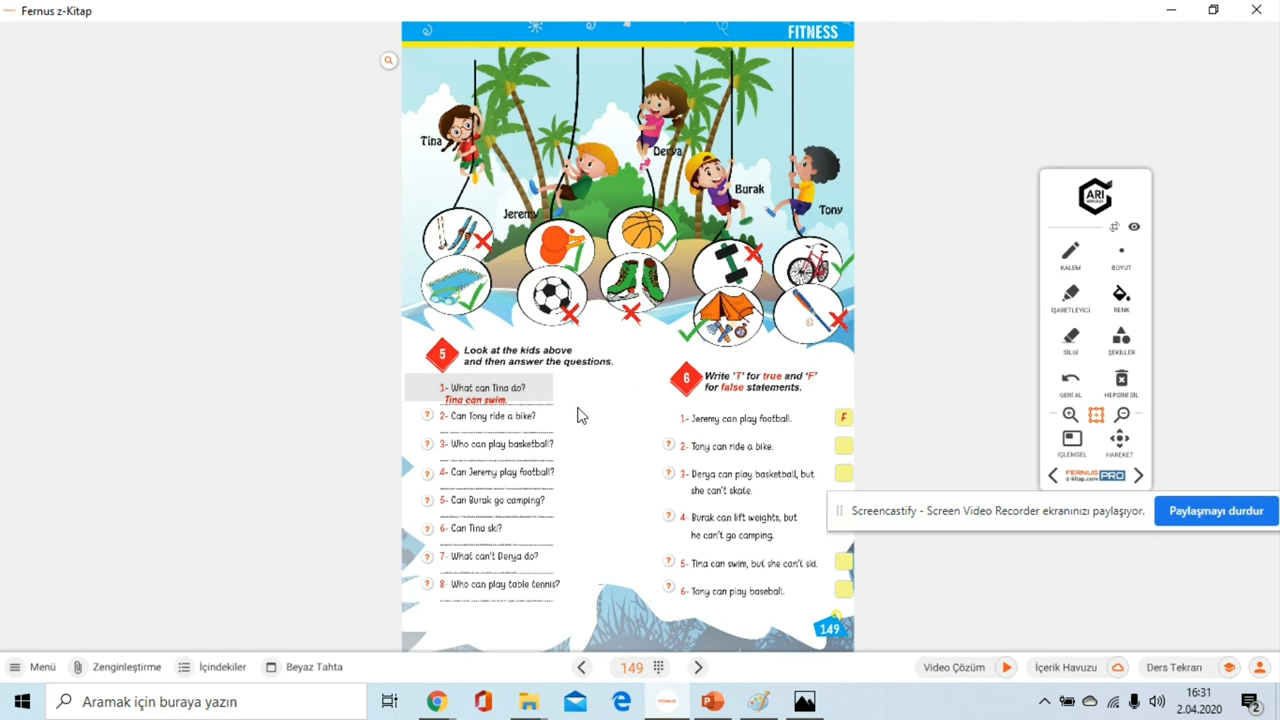 Fernus z-Kitap
FITNESS
Tina
Derya
Burak
Jeremy
Tony
5
Look at the kids above
and then answer the questions.
1- What can Tina do?
Tina can swim.
? 2- Can Tony ride a bike?
? 3- Who can play basketball?
? 4- Can Jeremy play football?
? 5- Can Burak go camping?
? 6- Can Tina ski?
? 7- What can't Derya do?
? 8- Who can play table tennis?
6
Write 'T' for true and 'F'
for false statements.
1- Jeremy can play football. F
? 2- Tony can ride a bike.
? 3- Derya can play basketball, but
she can't skate.
? 4- Burak can lift weights, but
he can't go camping.
? 5- Tina can swim, but she can't ski.
? 6- Tony can play baseball.
149
ARI
KALEM
BOYUT
İŞARETLEYİCİ
RENK
SİLGİ
ŞEKİLLER
GERİ AL
HEPSİNİ SİL
İŞLEMSEL
HAREKET
FERNUS
z-kitap.com
PRO
Screencastify - Screen Video Recorder ekranınızı paylaşıyor.
Paylaşmayı durdur
Menü
Zenginleştirme
İçindekiler
Beyaz Tahta
149
Video Çözüm
İçerik Havuzu
Ders Tekrarı
Aramak için buraya yazın
16:31
2.04.2020
2